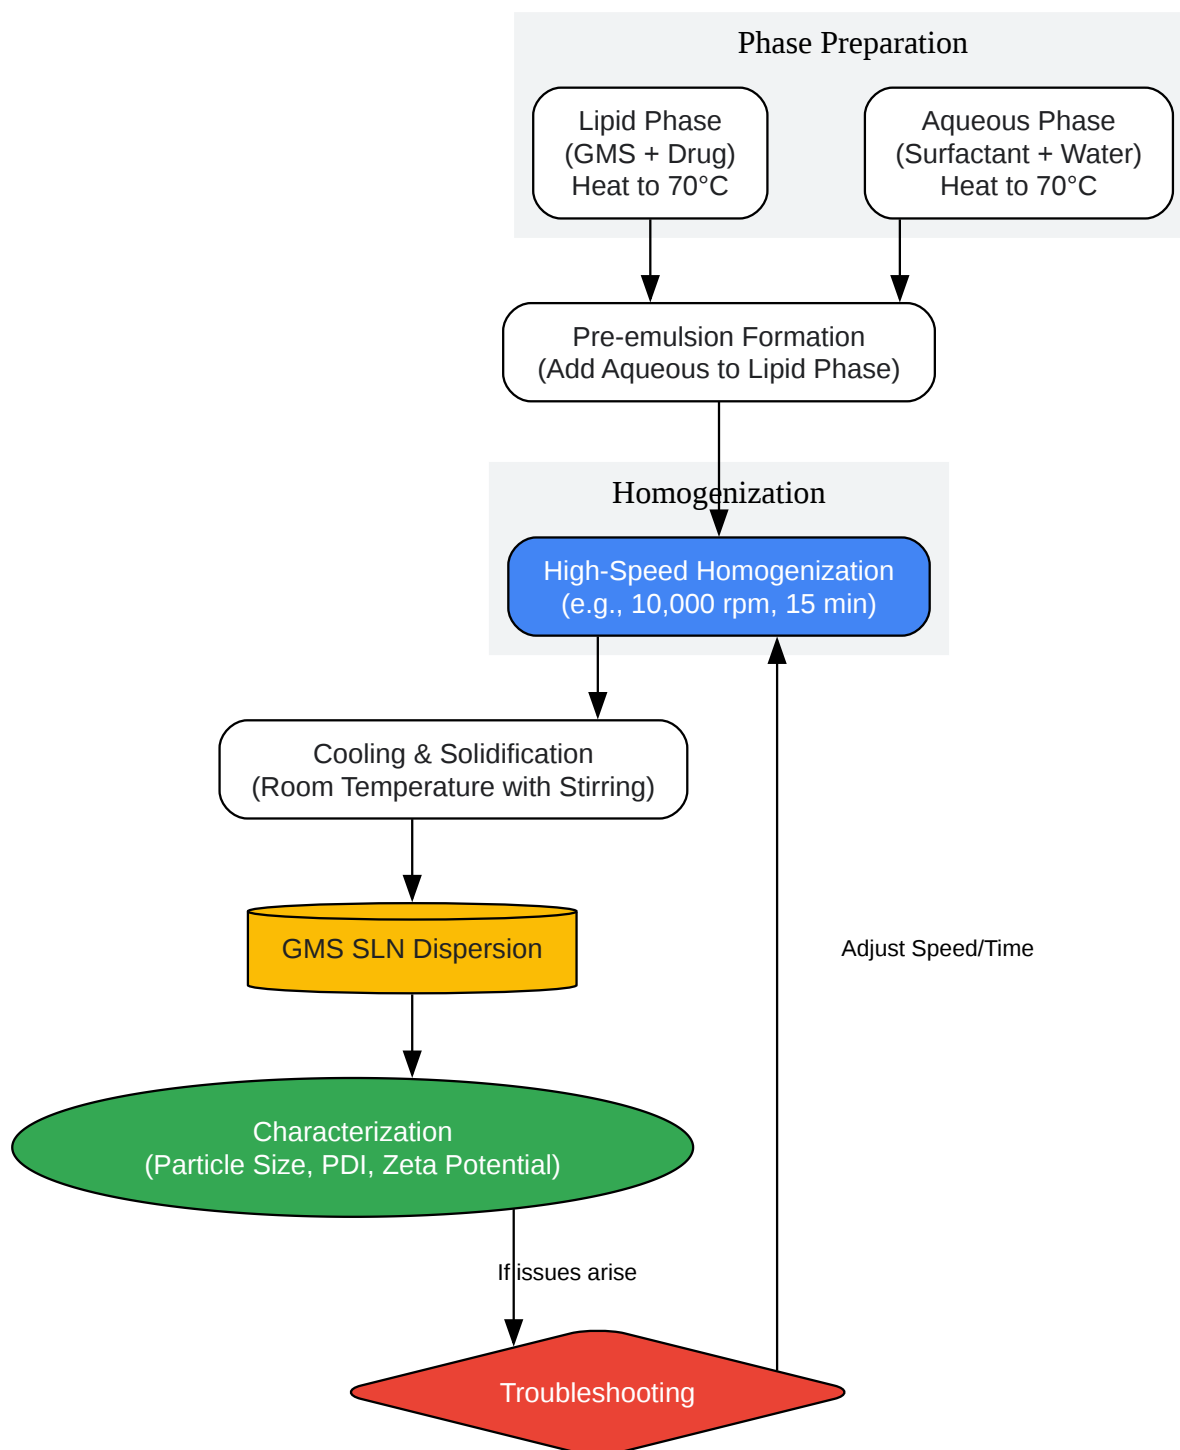 Phase Preparation
Lipid Phase
(GMS + Drug)
Heat to 70°C
Aqueous Phase
(Surfactant + Water)
Heat to 70°C
Pre-emulsion Formation
(Add Aqueous to Lipid Phase)
Homogenization
High-Speed Homogenization
(e.g., 10,000 rpm, 15 min)
Cooling & Solidification
(Room Temperature with Stirring)
GMS SLN Dispersion
Adjust Speed/Time
Characterization
(Particle Size, PDI, Zeta Potential)
If issues arise
Troubleshooting